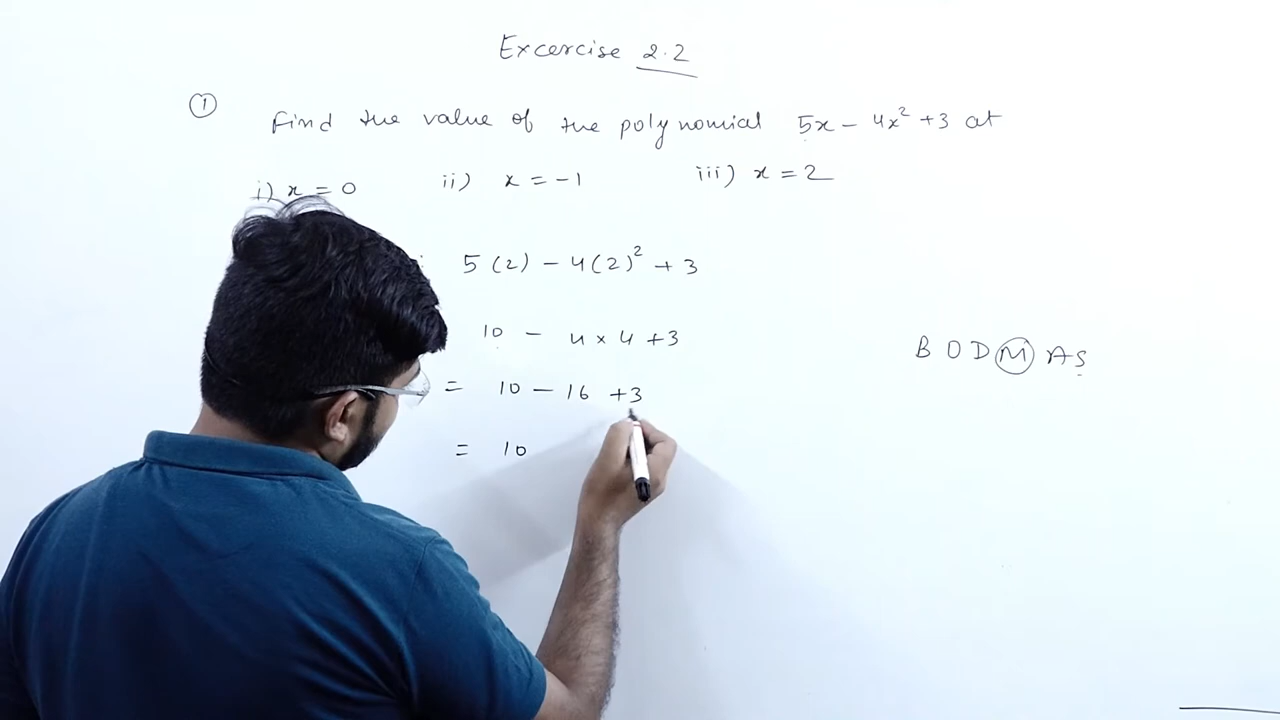 Excercise 2.2
① Find the value of the polynomial 5x - 4x² + 3 at
i) x = 0 ii) x = -1 iii) x = 2
5(2) - 4(2)² + 3
10 - 4 × 4 + 3
BODMAS
= 10 - 16 + 3
= 10